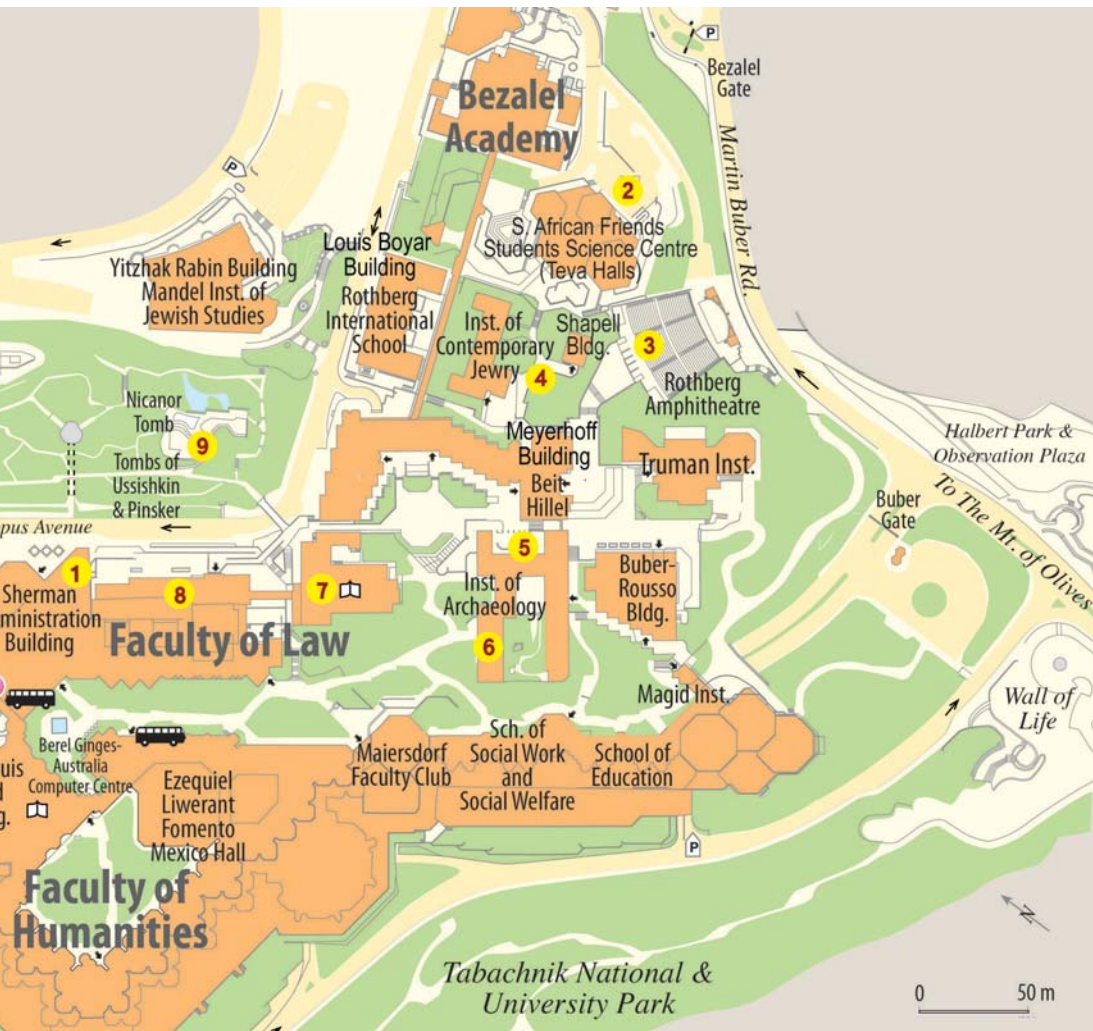 P
Bezalel
Gate
Bezalel
Academy
Martin Buber Rd.
2
P
S. African Friends
Students Science Centre
(Teva Halls)
Louis Boyar
Building
Rothberg
International
School
Yitzhak Rabin Building
Mandel Inst. of
Jewish Studies
Inst. of
Contemporary
Jewry
Shapell
Bldg.
3
4
Rothberg
Amphitheatre
Nicanor
Tomb
9
Tombs of
Ussishkin
& Pinsker
Meyerhoff
Building
Beit
Hillel
Truman Inst.
Halbert Park &
Observation Plaza
To The Mt. of Olives
Buber
Gate
pus Avenue
1
Sherman
ministration
Building
8
7
Faculty of Law
5
Inst. of
Archaeology
6
Buber-
Rousso
Bldg.
Magid Inst.
Wall of
Life
Berel Ginges-
Australia
Computer Centre
uis
d
g.
Ezequiel
Liwerant
Fomento
Mexico Hall
Maiersdorf
Faculty Club
Sch. of
Social Work
and
Social Welfare
School of
Education
P
Faculty of
Humanities
Tabachnik National &
University Park
N
0 50 m